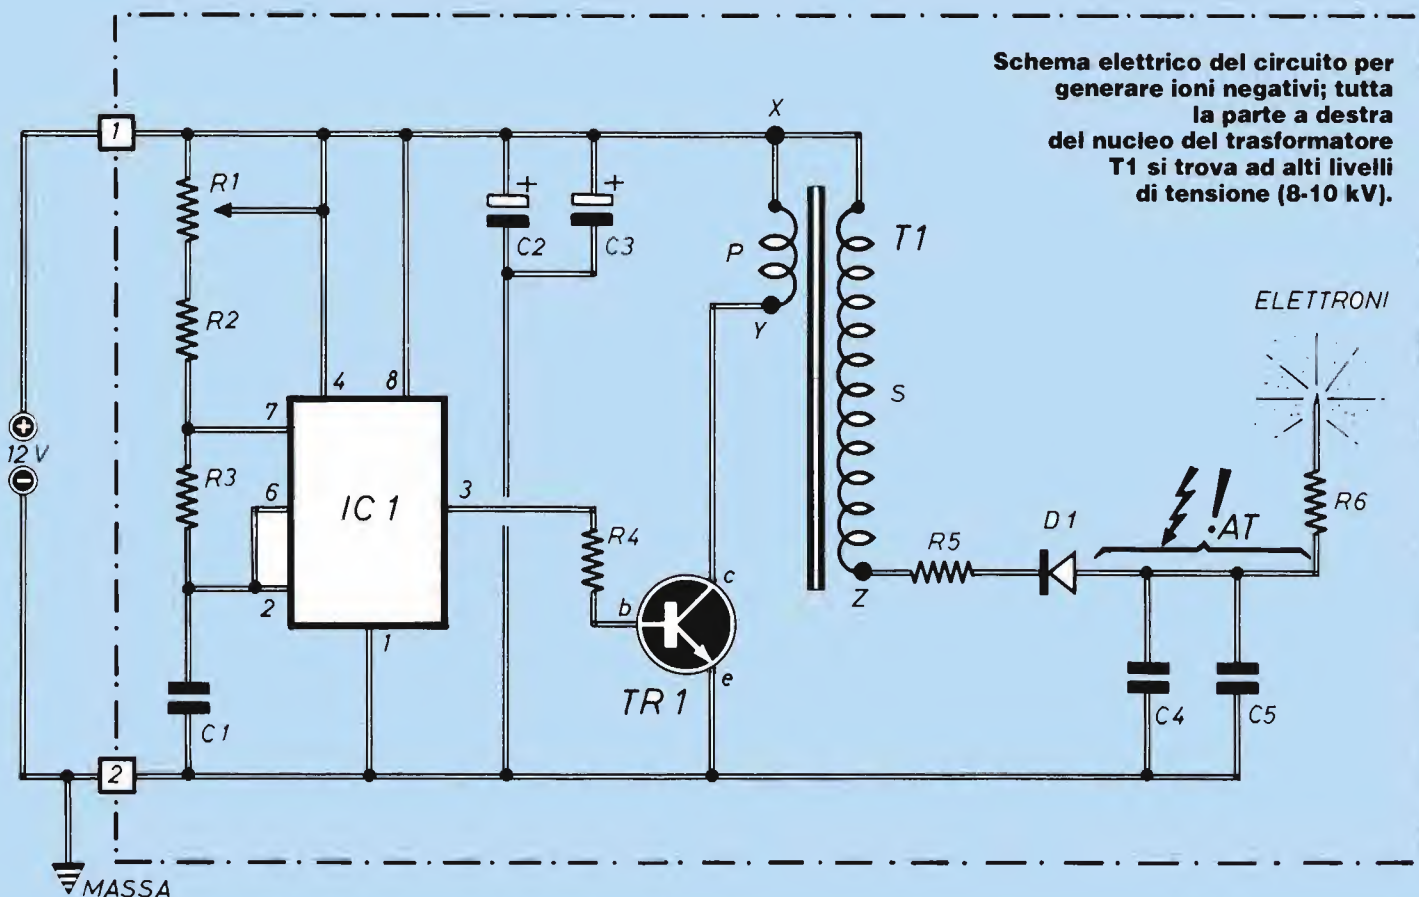 Schema elettrico del circuito per
generare ioni negativi; tutta
la parte a destra
del nucleo del trasformatore
T1 si trova ad alti livelli
di tensione (8-10 kV).
1
X
R1
+
+
C2
C3
P
T1
ELETTRONI
R2
Y
4
8
S
7
+
12 V
-
R3
6
IC 1
3
R4
!
AT
R6
D1
R5
2
b
c
Z
1
e
TR 1
C1
C4
C5
2
MASSA